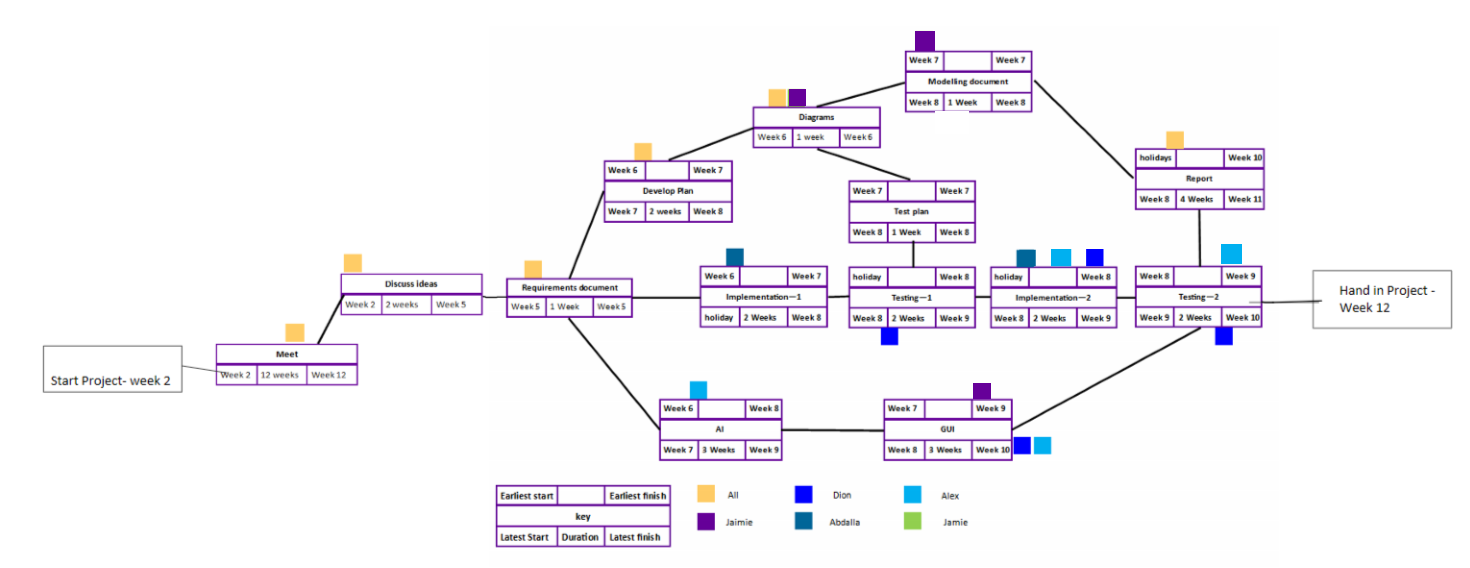 Week 7 Week 7
Modelling document
Week 8 1 Week Week 8
Diagrams
Week 6 1 week Week 6
holidays Week 10
Report
Week 8 4 Weeks Week 11
Week 6 Week 7
Develop Plan
Week 7 2 weeks Week 8
Week 7 Week 7
Test plan
Week 8 1 Week Week 8
Discuss ideas
Week 2 2 weeks Week 5
Requirements document
Week 5 1 Week Week 5
Week 6 Week 7
Implementation—1
holiday 2 Weeks Week 8
holiday Week 8
Testing—1
Week 8 2 Weeks Week 9
holiday Week 8
Implementation—2
Week 8 2 Weeks Week 9
Week 8 Week 9
Testing—2
Week 9 2 Weeks Week 10
Hand in Project -
Week 12
Meet
Week 2 12 weeks Week 12
Start Project- week 2
Week 6 Week 8
AI
Week 7 3 Weeks Week 9
Week 7 Week 9
GUI
Week 8 3 Weeks Week 10
Earliest start Earliest finish
key
Latest Start Duration Latest finish
All Dion Alex
Jaimie Abdalla Jamie